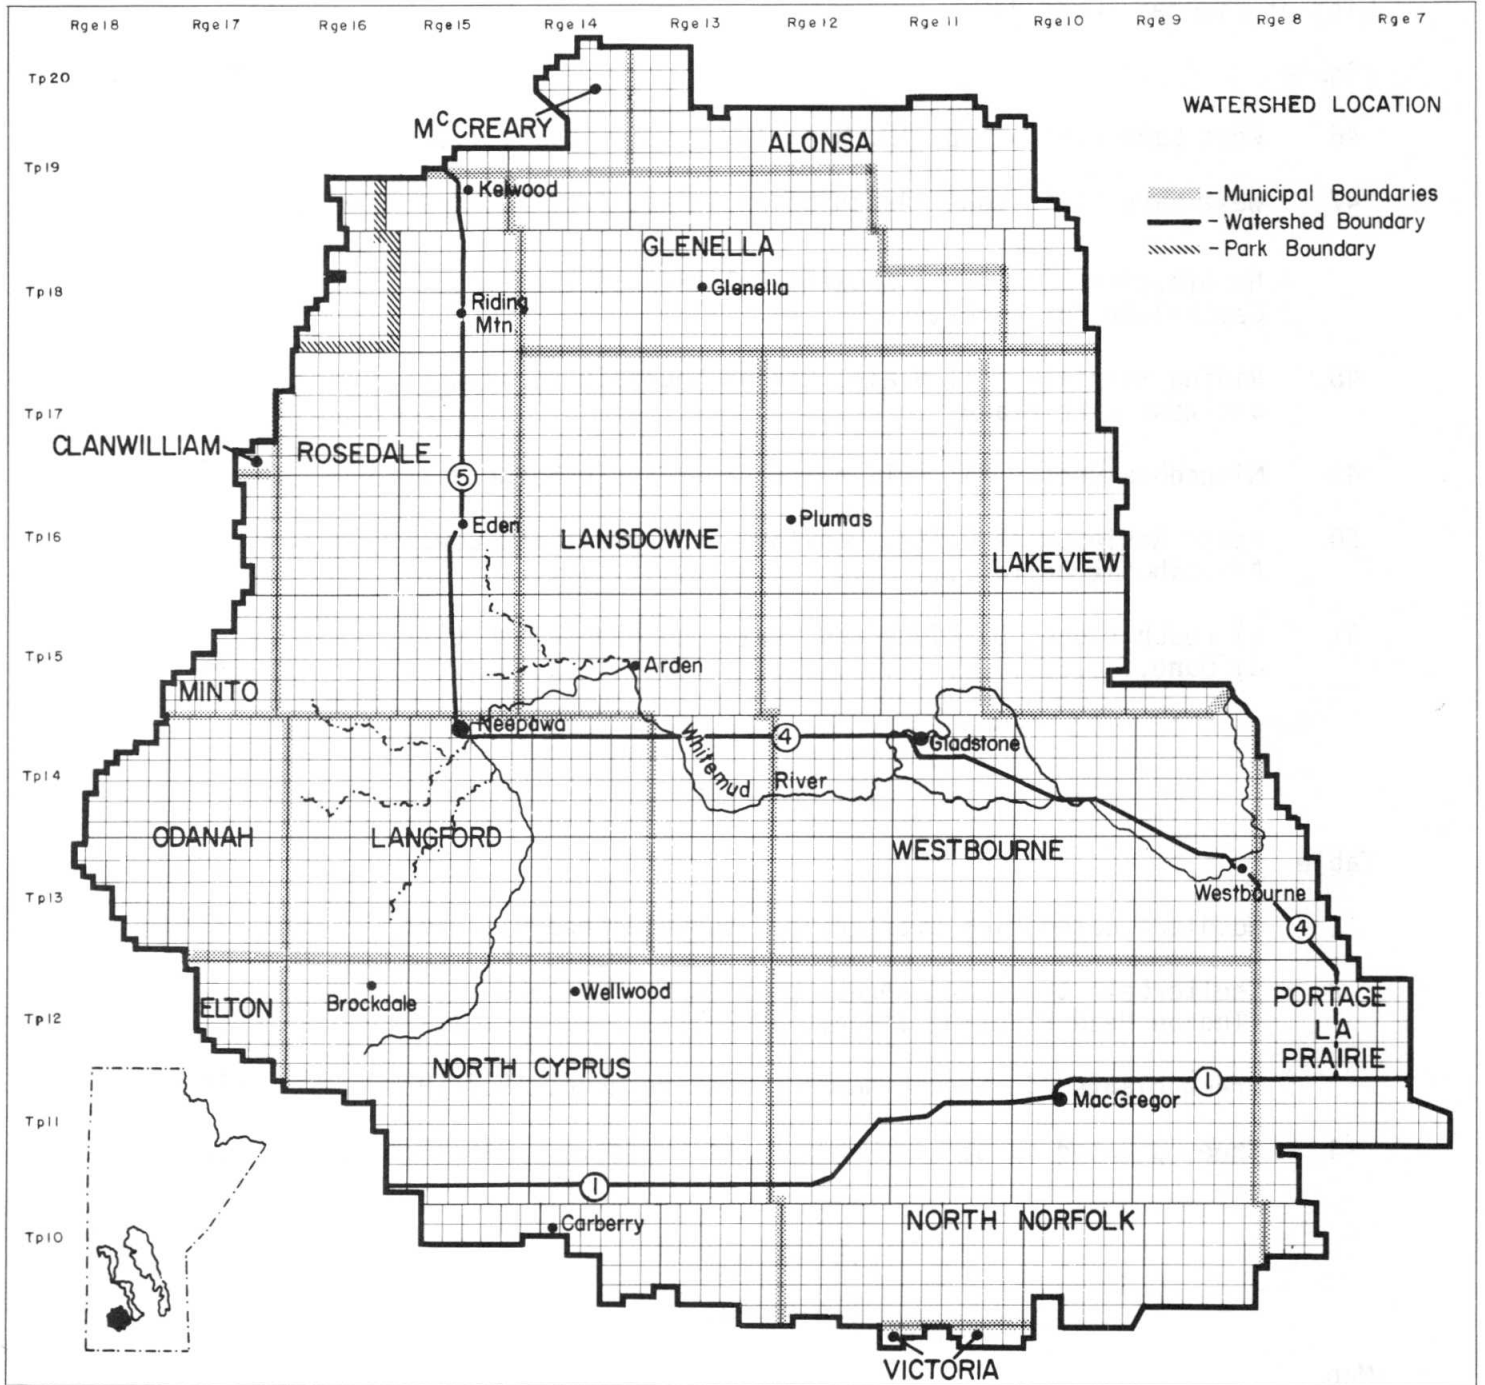 Rge 18 Rge 17 Rge 16 Rge 15 Rge 14 Rge 13 Rge 12 Rge 11 Rge 10 Rge 9 Rge 8 Rge 7
Tp 20
WATERSHED LOCATION
McCREARY
ALONSA
Tp 19
Kelwood
- Municipal Boundaries
- Watershed Boundary
- Park Boundary
GLENELLA
Glenella
Tp 18
Riding
Mtn
Tp 17
CLANWILLIAM
ROSEDALE
5
Eden
Plumas
Tp 16
LANSDOWNE
LAKEVIEW
Tp 15
Arden
MINTO
Neepawa
4
Gladstone
Whitemud River
Tp 14
ODANAH
LANGFORD
WESTBOURNE
Westbourne
Tp 13
4
Brockdale
Wellwood
ELTON
PORTAGE
LA
PRAIRIE
Tp 12
NORTH CYPRUS
1
MacGregor
Tp 11
1
Carberry
NORTH NORFOLK
Tp 10
VICTORIA